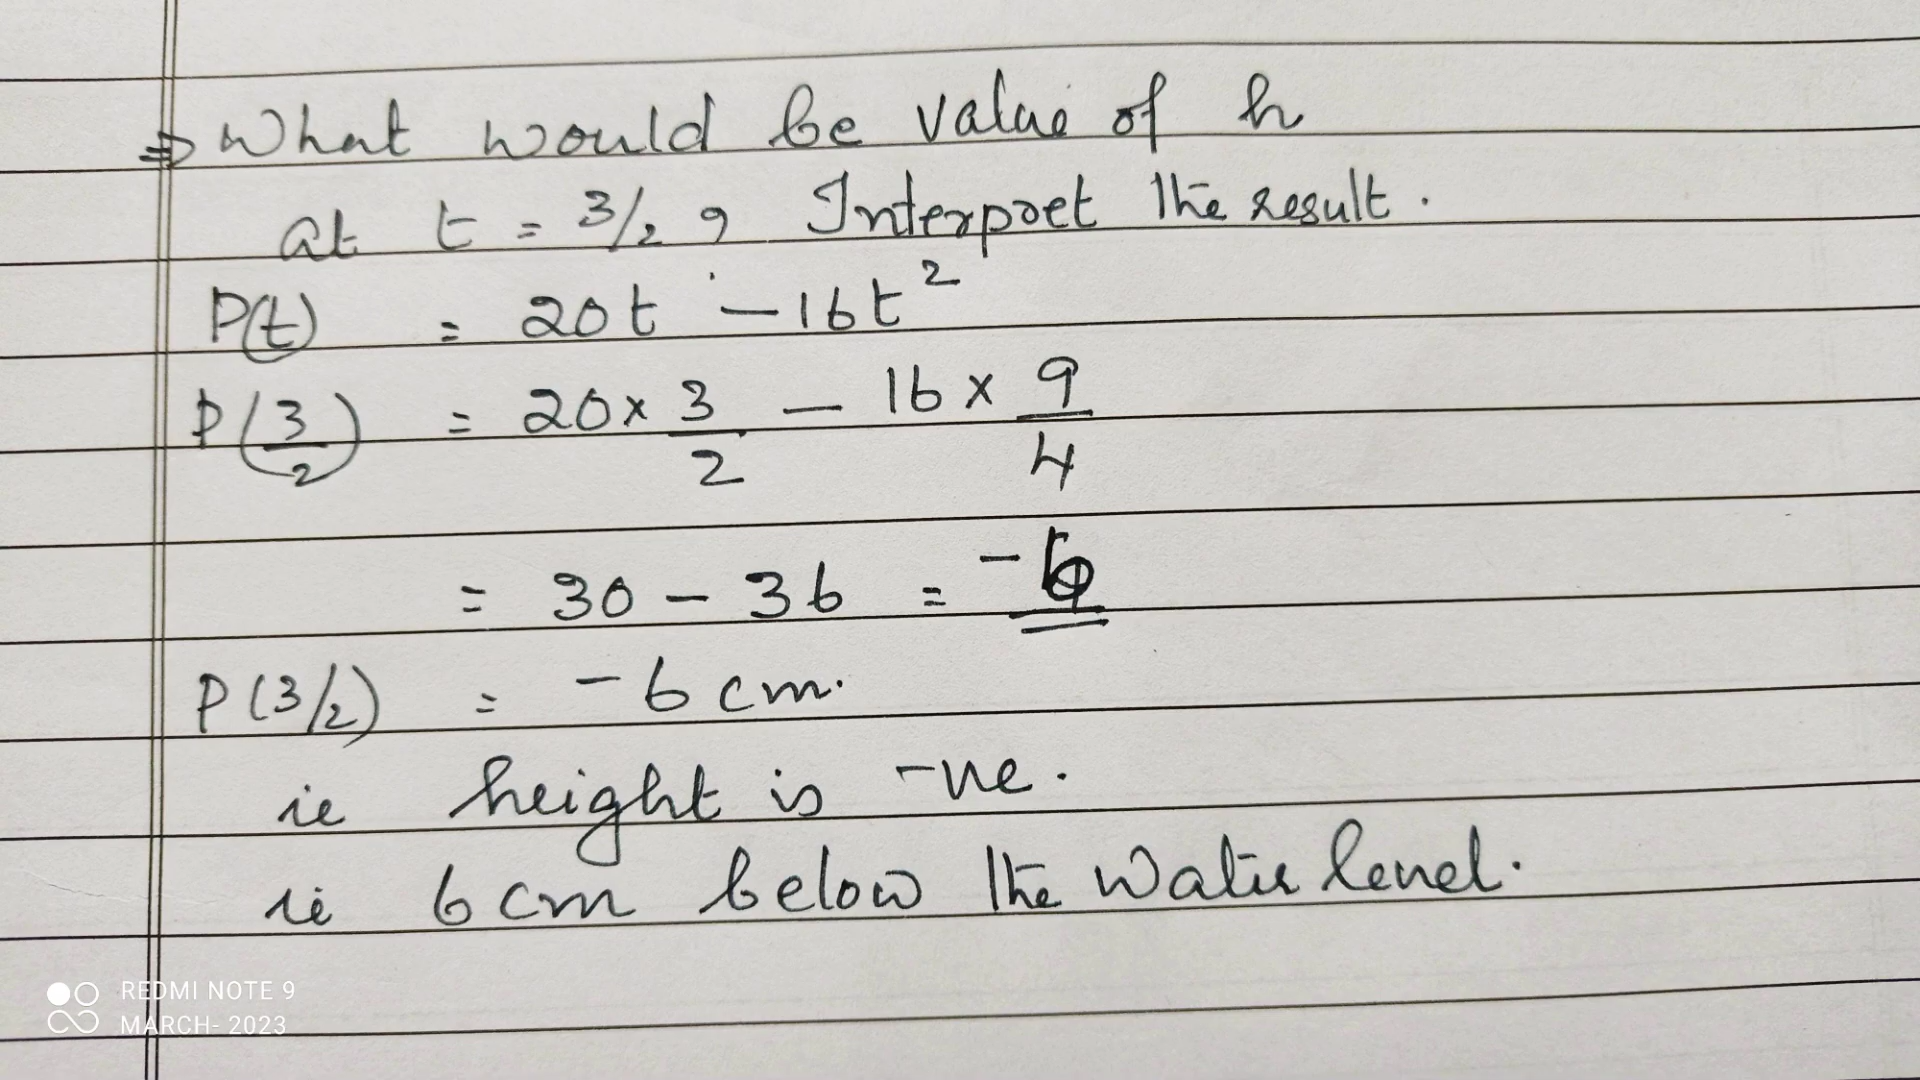 ⇒ What would be value of h
at t = 3/2 ? Interpret the result.
P(t) = 20t - 16t²
P(3/2) = 20 x 3/2 - 16 x 9/4
= 30 - 36 = -6
P(3/2) = -6 cm.
ie height is -ve.
ie 6 cm below the water level.
REDMI NOTE 9
MARCH- 2023